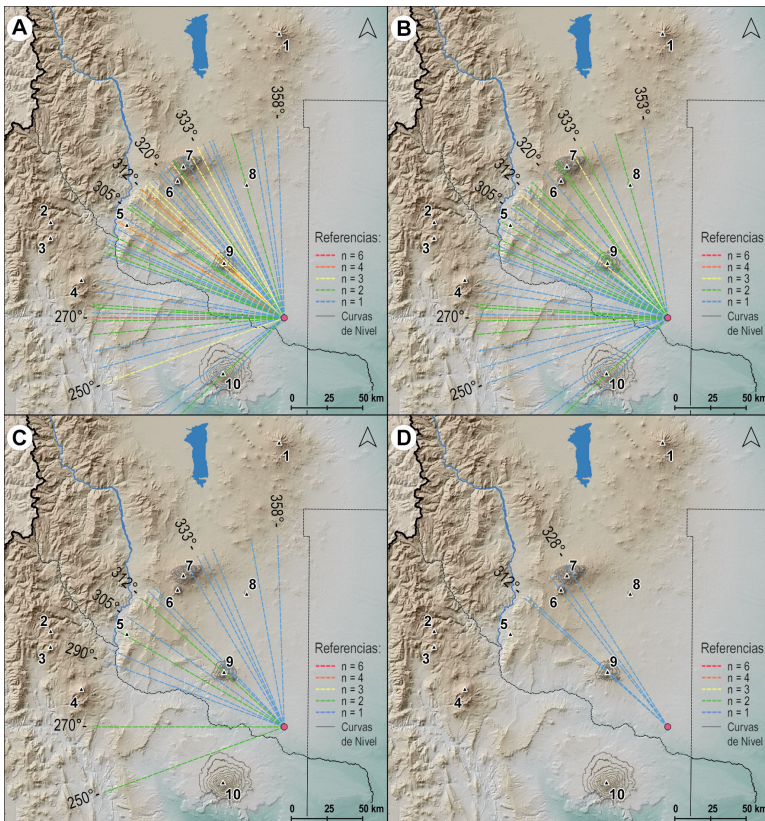 A
1
358°-
333°-
320°-
312°-
305°-
7
6
8
2
3
5
9
4
270°-
250°-
10
Referencias:
n = 6
n = 4
n = 3
n = 2
n = 1
Curvas
de Nivel
0 25 50 km
B
1
353°-
333°-
320°-
312°-
305°-
7
6
8
2
3
5
9
4
270°-
250°-
10
Referencias:
n = 6
n = 4
n = 3
n = 2
n = 1
Curvas
de Nivel
0 25 50 km
C
1
358°-
333°-
312°-
305°-
290°-
7
6
8
2
3
5
9
4
270°-
250°-
10
Referencias:
n = 6
n = 4
n = 3
n = 2
n = 1
Curvas
de Nivel
0 25 50 km
D
1
328°-
312°-
7
6
8
2
3
5
9
4
10
Referencias:
n = 6
n = 4
n = 3
n = 2
n = 1
Curvas
de Nivel
0 25 50 km